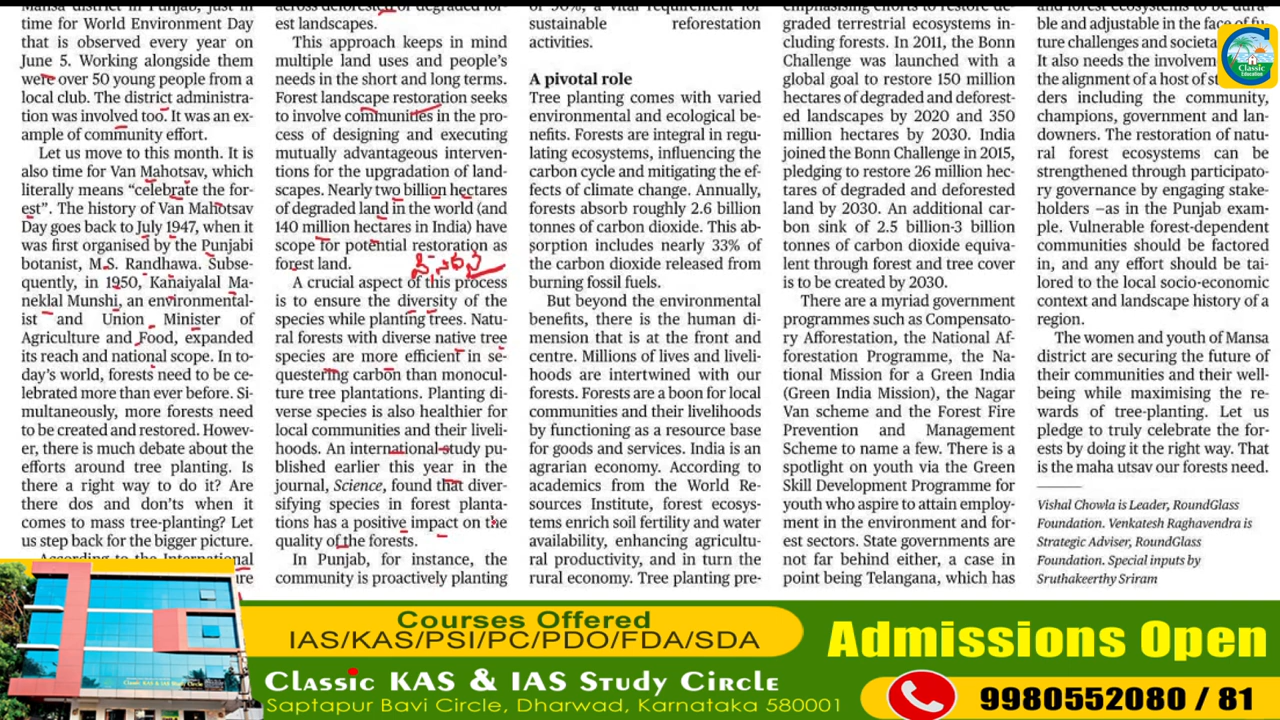 Mansa district in Punjab, just in
time for World Environment Day
that is observed every year on
June 5. Working alongside them
were over 50 young people from a
local club. The district administra-
tion was involved too. It was an ex-
ample of community effort.
Let us move to this month. It is
also time for Van Mahotsav, which
literally means “celebrate the for-
est”. The history of Van Mahotsav
Day goes back to July 1947, when it
was first organised by the Punjabi
botanist, M.S. Randhawa. Subse-
quently, in 1950, Kanaiyalal Ma-
neklal Munshi, an environmental-
ist and Union Minister of
Agriculture and Food, expanded
its reach and national scope. In to-
day’s world, forests need to be ce-
lebrated more than ever before. Si-
multaneously, more forests need
to be created and restored. Howev-
er, there is much debate about the
efforts around tree planting. Is
there a right way to do it? Are
there dos and don’ts when it
comes to mass tree-planting? Let
us step back for the bigger picture.
According to the International
across deforested or degraded for-
est landscapes.
This approach keeps in mind
multiple land uses and people’s
needs in the short and long terms.
Forest landscape restoration seeks
to involve communities in the pro-
cess of designing and executing
mutually advantageous interven-
tions for the upgradation of land-
scapes. Nearly two billion hectares
of degraded land in the world (and
140 million hectares in India) have
scope for potential restoration as
forest land.
A crucial aspect of this process
is to ensure the diversity of the
species while planting trees. Natu-
ral forests with diverse native tree
species are more efficient in se-
questering carbon than monocul-
ture tree plantations. Planting di-
verse species is also healthier for
local communities and their liveli-
hoods. An international study pu-
blished earlier this year in the
journal, Science, found that diver-
sifying species in forest planta-
tions has a positive impact on the
quality of the forests.
In Punjab, for instance, the
community is proactively planting
of 90%, a vital requirement for
sustainable reforestation
activities.
A pivotal role
Tree planting comes with varied
environmental and ecological be-
nefits. Forests are integral in regu-
lating ecosystems, influencing the
carbon cycle and mitigating the ef-
fects of climate change. Annually,
forests absorb roughly 2.6 billion
tonnes of carbon dioxide. This ab-
sorption includes nearly 33% of
the carbon dioxide released from
burning fossil fuels.
But beyond the environmental
benefits, there is the human di-
mension that is at the front and
centre. Millions of lives and liveli-
hoods are intertwined with our
forests. Forests are a boon for local
communities and their livelihoods
by functioning as a resource base
for goods and services. India is an
agrarian economy. According to
academics from the World Re-
sources Institute, forest ecosys-
tems enrich soil fertility and water
availability, enhancing agricultu-
ral productivity, and in turn the
rural economy. Tree planting pre-
emphasising efforts to restore de-
graded terrestrial ecosystems in-
cluding forests. In 2011, the Bonn
Challenge was launched with a
global goal to restore 150 million
hectares of degraded and deforest-
ed landscapes by 2020 and 350
million hectares by 2030. India
joined the Bonn Challenge in 2015,
pledging to restore 26 million hec-
tares of degraded and deforested
land by 2030. An additional car-
bon sink of 2.5 billion-3 billion
tonnes of carbon dioxide equiva-
lent through forest and tree cover
is to be created by 2030.
There are a myriad government
programmes such as Compensato-
ry Afforestation, the National Af-
forestation Programme, the Na-
tional Mission for a Green India
(Green India Mission), the Nagar
Van scheme and the Forest Fire
Prevention and Management
Scheme to name a few. There is a
spotlight on youth via the Green
Skill Development Programme for
youth who aspire to attain employ-
ment in the environment and for-
est sectors. State governments are
not far behind either, a case in
point being Telangana, which has
and forest ecosystems to be dura-
ble and adjustable in the face of fu-
ture challenges and societa
It also needs the involvem
the alignment of a host of st
ders including the community,
champions, government and lan-
downers. The restoration of natu-
ral forest ecosystems can be
strengthened through participato-
ry governance by engaging stake-
holders –as in the Punjab exam-
ple. Vulnerable forest-dependent
communities should be factored
in, and any effort should be tai-
lored to the local socio-economic
context and landscape history of a
region.
The women and youth of Mansa
district are securing the future of
their communities and their well-
being while maximising the re-
wards of tree-planting. Let us
pledge to truly celebrate the for-
ests by doing it the right way. That
is the maha utsav our forests need.
Vishal Chowla is Leader, RoundGlass
Foundation. Venkatesh Raghavendra is
Strategic Adviser, RoundGlass
Foundation. Special inputs by
Sruthakeerthy Sriram
Classic
Education
Courses Offered
IAS/KAS/PSI/PC/PDO/FDA/SDA
Classic KAS & IAS Study Circle
Saptapur Bavi Circle, Dharwad, Karnataka 580001
Admissions Open
9980552080 / 81
Classic KAS & IAS Study Circle